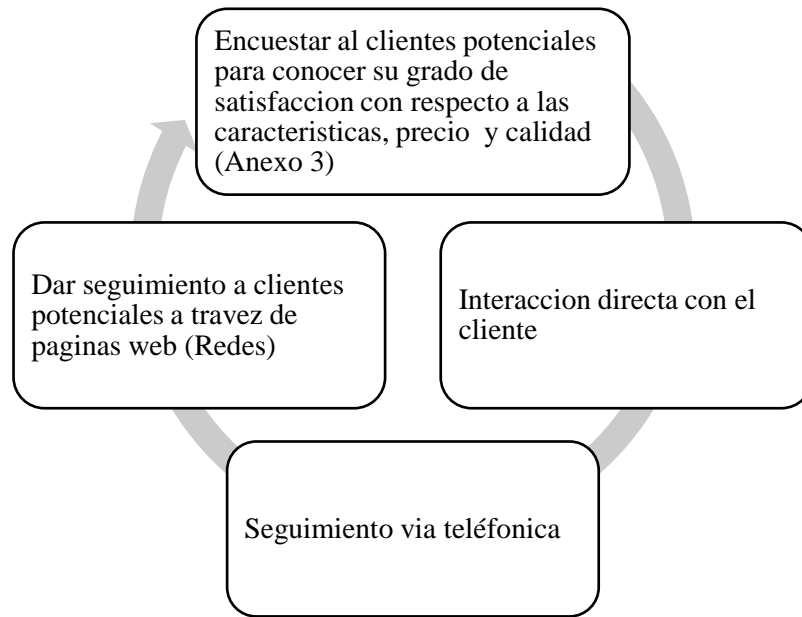 Encuestar al clientes potenciales
para conocer su grado de
satisfaccion con respecto a las
caracteristicas, precio y calidad
(Anexo 3)
Interaccion directa con el
cliente
Seguimiento via teléfonica
Dar seguimiento a clientes
potenciales a travez de
paginas web (Redes)